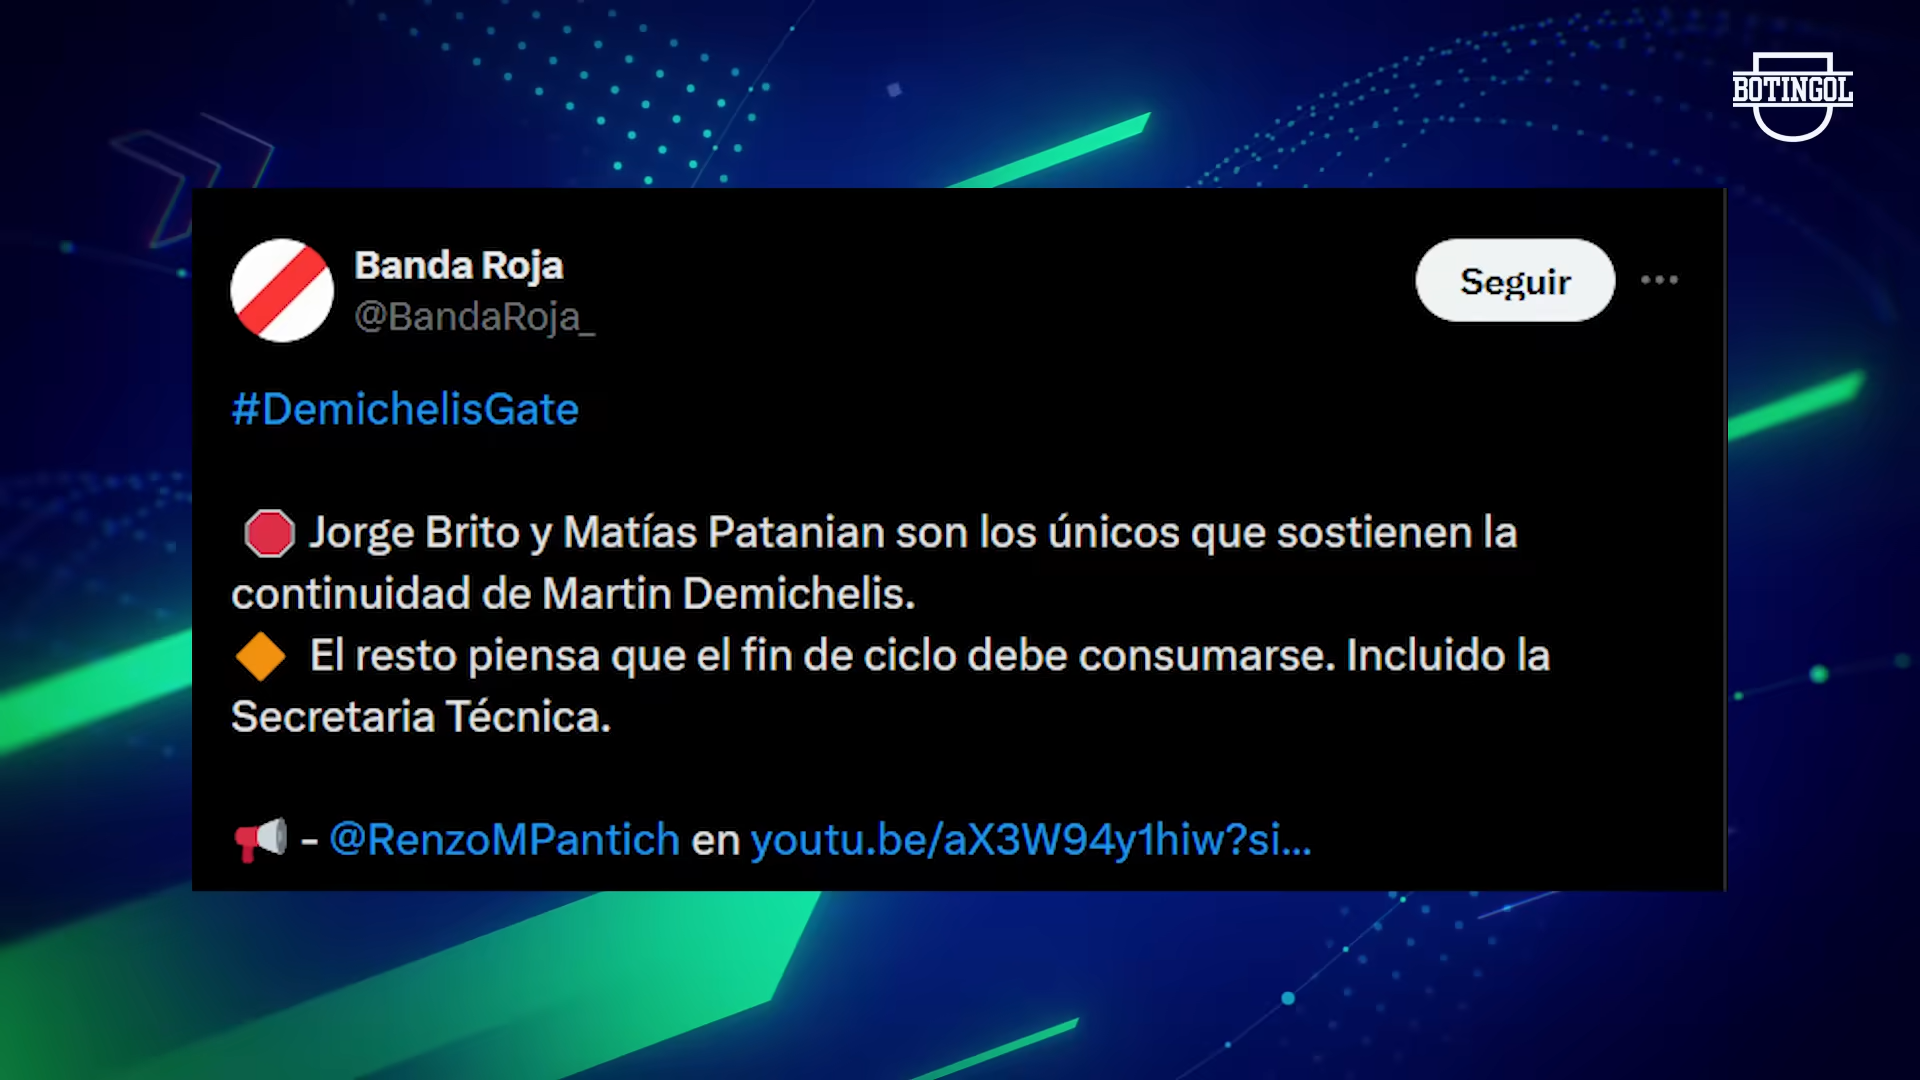 BOTINGOL
Banda Roja
@BandaRoja_
Seguir
#DemichelisGate
Jorge Brito y Matías Patanian son los únicos que sostienen la
continuidad de Martin Demichelis.
El resto piensa que el fin de ciclo debe consumarse. Incluido la
Secretaria Técnica.
- @RenzoMPantich en youtu.be/aX3W94y1hiw?si...